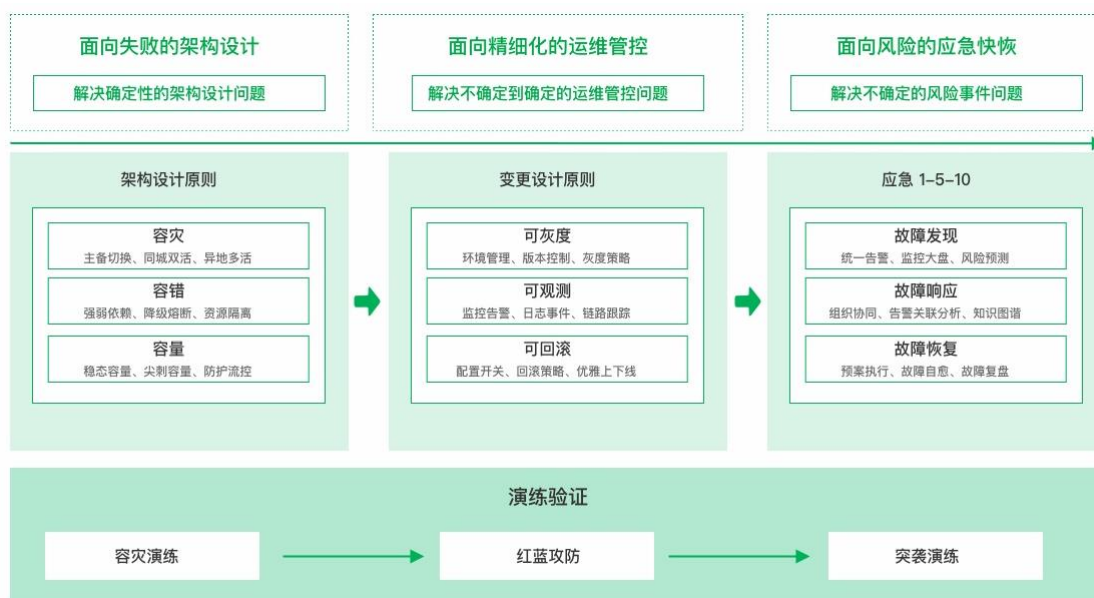 面向失败的架构设计
解决确定性的架构设计问题
面向精细化的运维管控
解决不确定到确定的运维管控问题
面向风险的应急快恢
解决不确定的风险事件问题
架构设计原则
容灾
主备切换、同城双活、异地多活
容错
强弱依赖、降级熔断、资源隔离
容量
稳态容量、尖刺容量、防护流控
变更设计原则
可灰度
环境管理、版本控制、灰度策略
可观测
监控告警、日志事件、链路跟踪
可回滚
配置开关、回滚策略、优雅上下线
应急 1-5-10
故障发现
统一告警、监控大盘、风险预测
故障响应
组织协同、告警关联分析、知识图谱
故障恢复
预案执行、故障自愈、故障复盘
演练验证
容灾演练
红蓝攻防
突袭演练